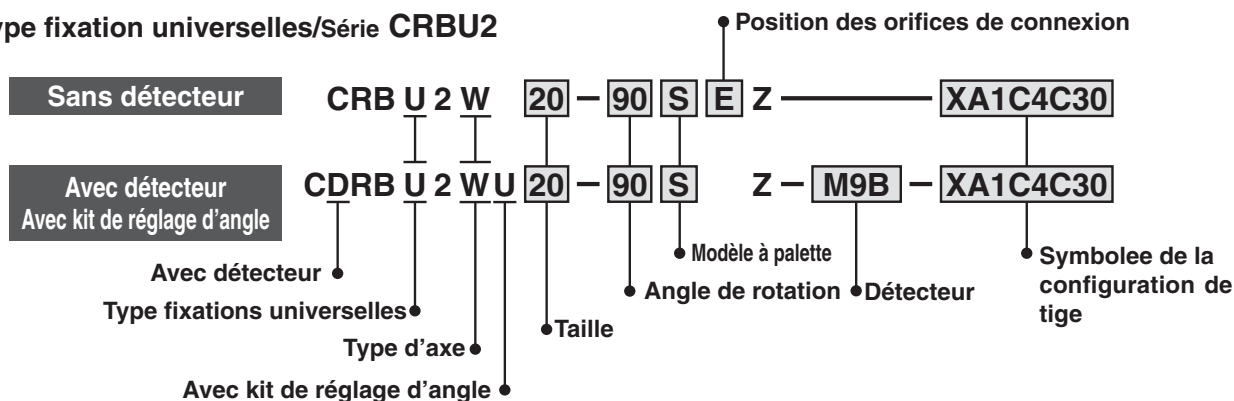 ype fixation universelles/Série CRBU2
Position des orifices de connexion
Sans détecteur CRB U 2 W 20 – 90 S E Z — XA1C4C30
Avec détecteur
Avec kit de réglage d'angle
CDRB U 2 W U 20 – 90 S Z – M9B – XA1C4C30
Avec détecteur
Type fixations universelles
Type d'axe
Avec kit de réglage d'angle
Taille
Angle de rotation
Modèle à palette
Détecteur
Symbolee de la
configuration de
tige